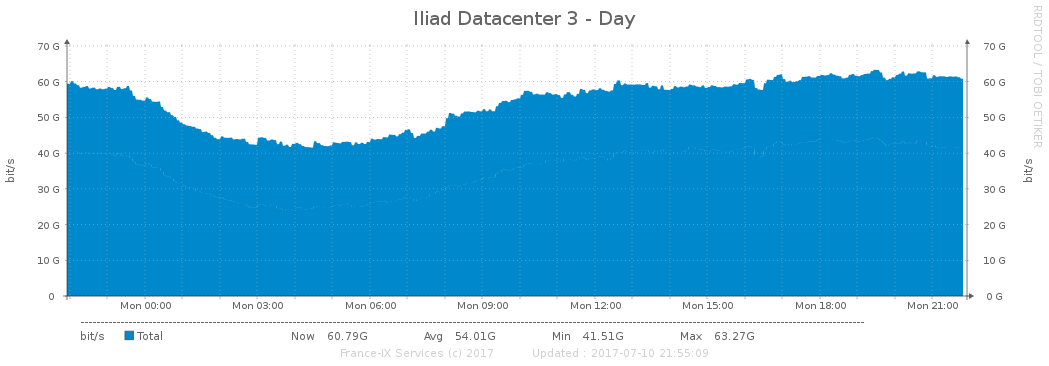 Iliad Datacenter 3 - Day
RRDTOOL / TOBI OETIKER
70 G 70 G
60 G 60 G
50 G 50 G
40 G 40 G
30 G 30 G
20 G 20 G
10 G 10 G
0 0 G
bit/s bit/s
Mon 00:00 Mon 03:00 Mon 06:00 Mon 09:00 Mon 12:00 Mon 15:00 Mon 18:00 Mon 21:00
bit/s Total Now 60.79G Avg 54.01G Min 41.51G Max 63.27G
France-IX Services (c) 2017 Updated : 2017-07-10 21:55:09